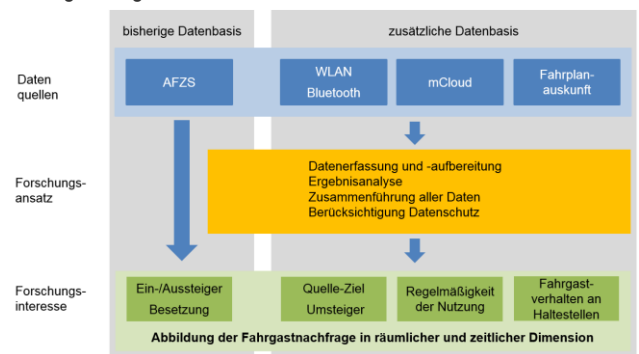 bisherige Datenbasis
zusätzliche Datenbasis
Daten
quellen
AFZS
WLAN
Bluetooth
mCloud
Fahrplan-
auskunft
Forschungs-
ansatz
Datenerfassung und -aufbereitung
Ergebnisanalyse
Zusammenführung aller Daten
Berücksichtigung Datenschutz
Forschungs-
interesse
Ein-/Aussteiger
Besetzung
Quelle-Ziel
Umsteiger
Regelmäßigkeit
der Nutzung
Fahrgast-
verhalten an
Haltestellen
Abbildung der Fahrgastnachfrage in räumlicher und zeitlicher Dimension